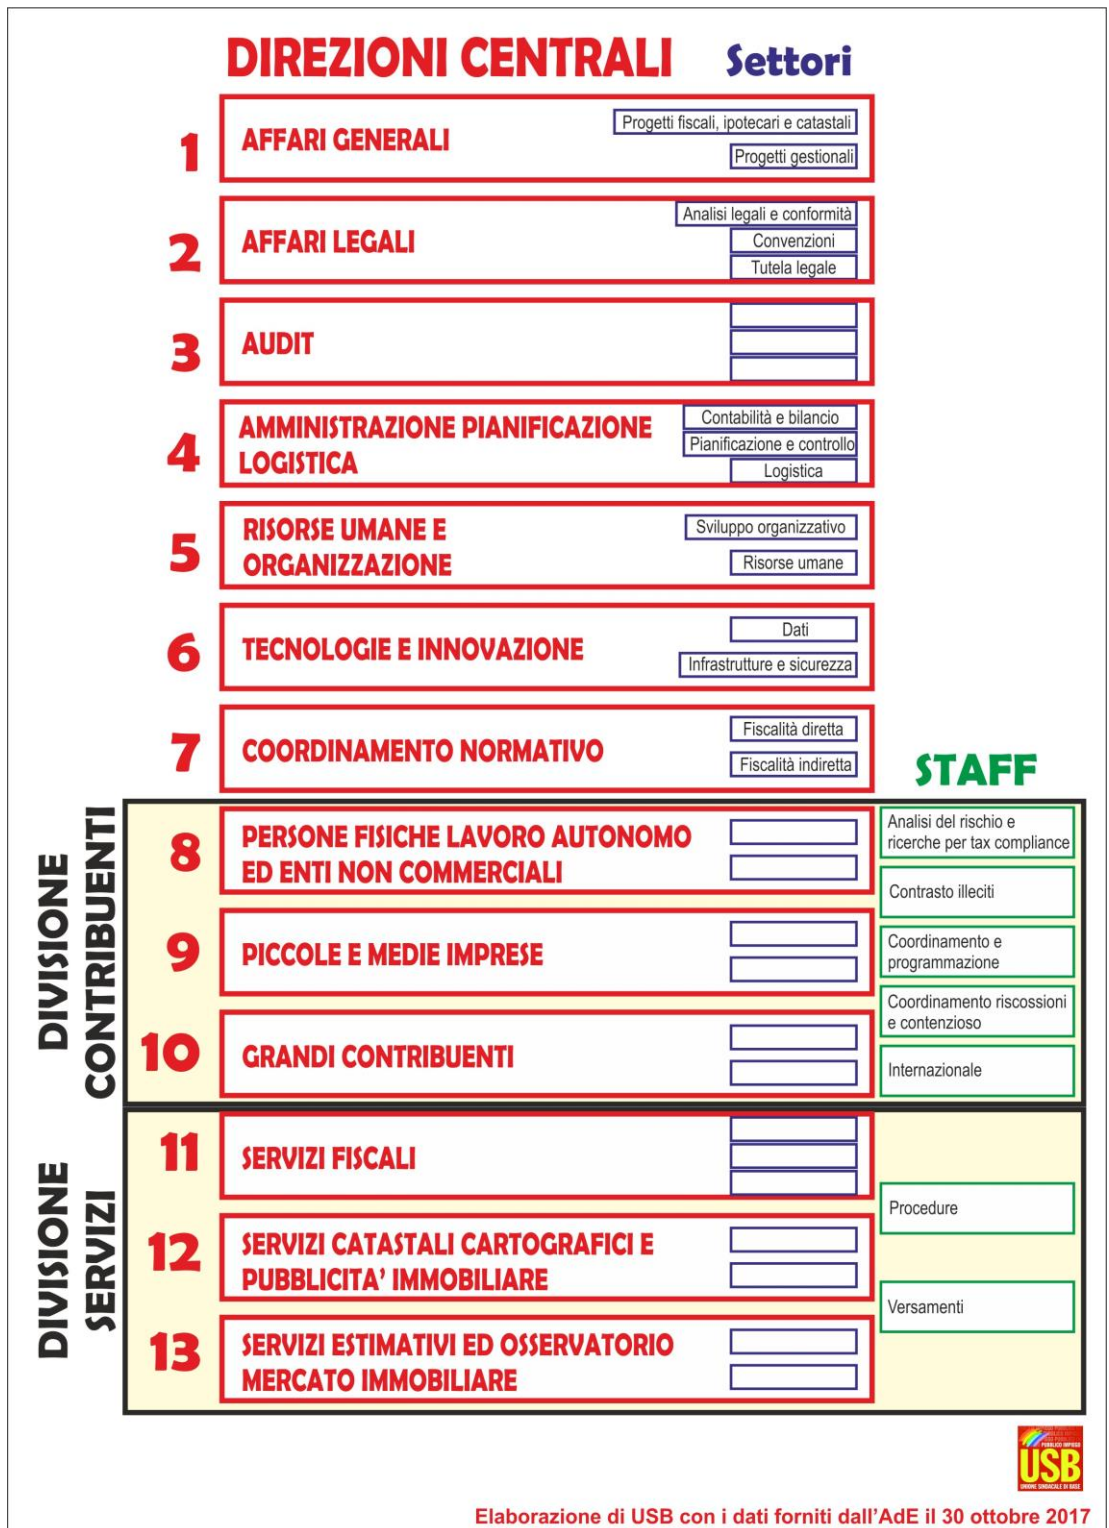 DIREZIONI CENTRALI Settori
1
AFFARI GENERALI
Progetti fiscali, ipotecari e catastali
Progetti gestionali
2
AFFARI LEGALI
Analisi legali e conformità
Convenzioni
Tutela legale
3
AUDIT
4
AMMINISTRAZIONE PIANIFICAZIONE
LOGISTICA
Contabilità e bilancio
Pianificazione e controllo
Logistica
5
RISORSE UMANE E
ORGANIZZAZIONE
Sviluppo organizzativo
Risorse umane
6
TECNOLOGIE E INNOVAZIONE
Dati
Infrastrutture e sicurezza
7
COORDINAMENTO NORMATIVO
Fiscalità diretta
Fiscalità indiretta
STAFF
DIVISIONE
CONTRIBUENTI
8
PERSONE FISICHE LAVORO AUTONOMO
ED ENTI NON COMMERCIALI
9
PICCOLE E MEDIE IMPRESE
10
GRANDI CONTRIBUENTI
Analisi del rischio e
ricerche per tax compliance
Contrasto illeciti
Coordinamento e
programmazione
Coordinamento riscossioni
e contenzioso
Internazionale
DIVISIONE
SERVIZI
11
SERVIZI FISCALI
12
SERVIZI CATASTALI CARTOGRAFICI E
PUBBLICITA’ IMMOBILIARE
13
SERVIZI ESTIMATIVI ED OSSERVATORIO
MERCATO IMMOBILIARE
Procedure
Versamenti
PUBBLICO IMPIEGO
USB
UNIONE SINDACALE DI BASE
Elaborazione di USB con i dati forniti dall’AdE il 30 ottobre 2017